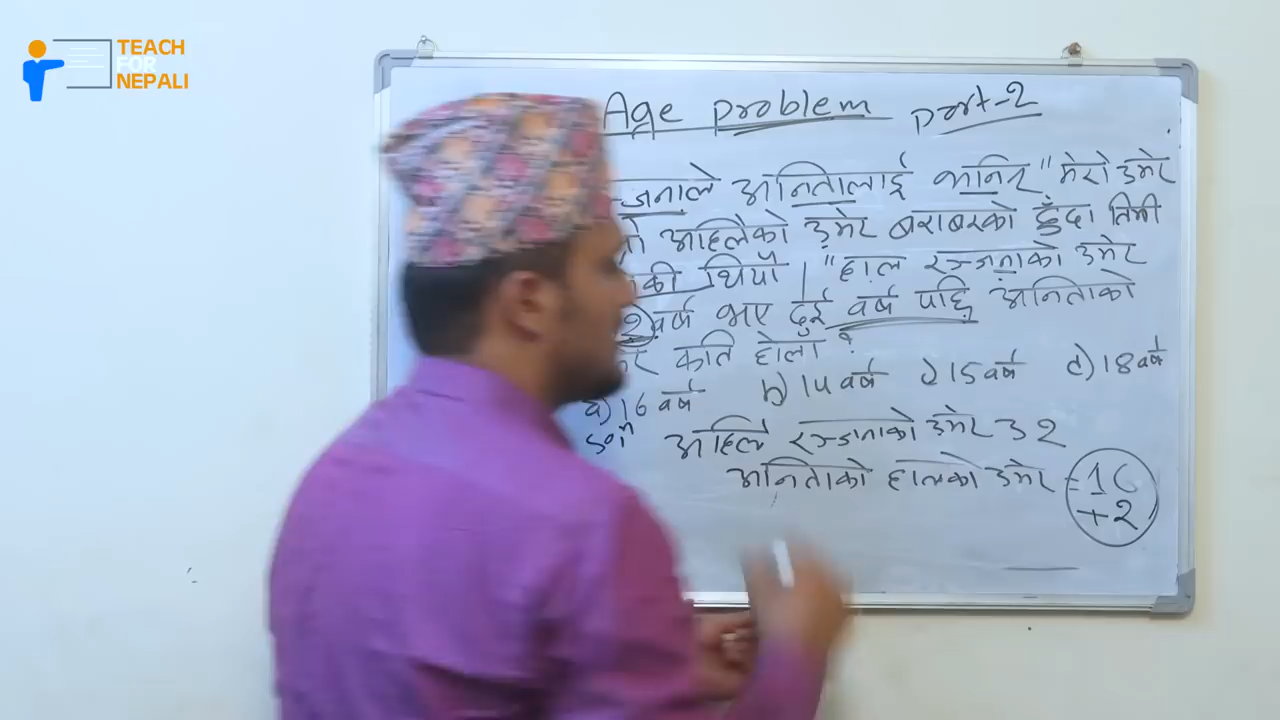 TEACH
FOR
NEPALI
Age problem part-2
अनितालाई भनिन् "मेरो उमेर
अहिलेको उमेर बराबरको हुँदा तिमी
थियौ।" हाल रञ्जनाको उमेर
वर्ष भए दुई वर्ष पछि अनिताको
कति होला?
a) 16 वर्ष b) 14 वर्ष c) 15 वर्ष d) 18 वर्ष
solⁿ अहिले रञ्जनाको उमेर 32
अनिताको हालको उमेर = 16
+2